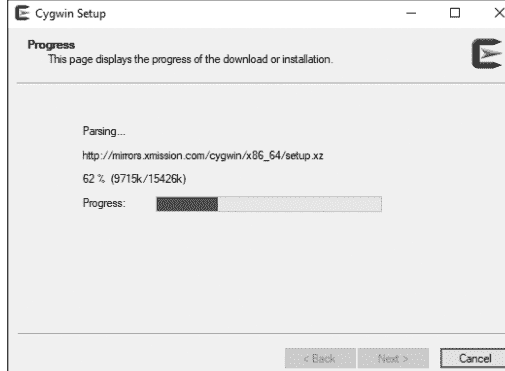 Cygwin Setup
Progress
This page displays the progress of the download or installation.
Parsing...
http://mirrors.xmission.com/cygwin/x86_64/setup.xz
62 % (9715k/15426k)
Progress:
< Back Next > Cancel